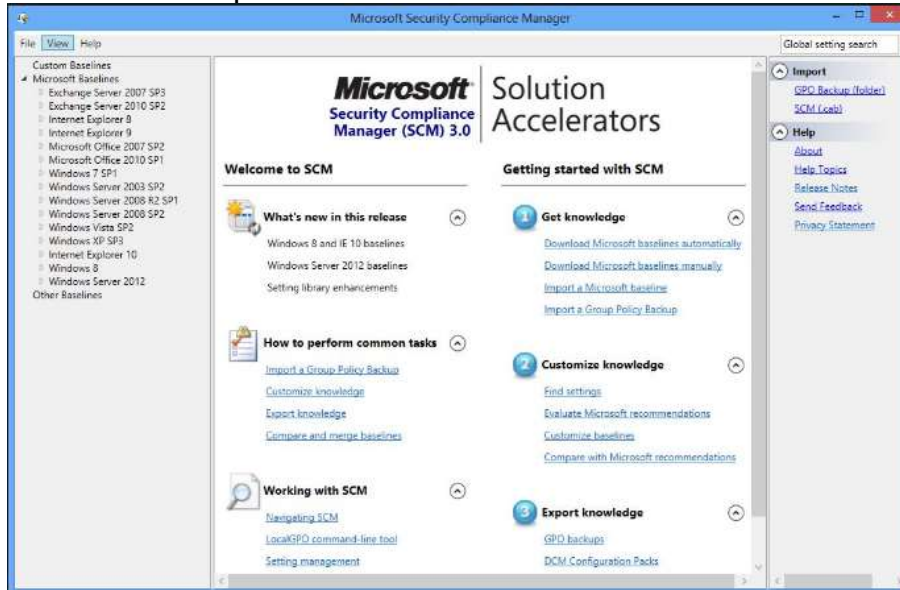 Microsoft Security Compliance Manager
File View Help
Global setting search
Custom Baselines
Microsoft Baselines
Exchange Server 2007 SP3
Exchange Server 2010 SP2
Internet Explorer 8
Internet Explorer 9
Microsoft Office 2007 SP2
Microsoft Office 2010 SP1
Windows 7 SP1
Windows Server 2003 SP2
Windows Server 2008 R2 SP1
Windows Server 2008 SP2
Windows Vista SP2
Windows XP SP3
Internet Explorer 10
Windows 8
Windows Server 2012
Other Baselines
Microsoft
Security Compliance
Manager (SCM) 3.0
Solution
Accelerators
Welcome to SCM
What's new in this release
Windows 8 and IE 10 baselines
Windows Server 2012 baselines
Setting library enhancements
How to perform common tasks
Import a Group Policy Backup
Customize knowledge
Export knowledge
Compare and merge baselines
Working with SCM
Navigating SCM
LocalGPO command-line tool
Setting management
Getting started with SCM
1 Get knowledge
Download Microsoft baselines automatically
Download Microsoft baselines manually
Import a Microsoft baseline
Import a Group Policy Backup
2 Customize knowledge
Find settings
Evaluate Microsoft recommendations
Customize baselines
Compare with Microsoft recommendations
3 Export knowledge
GPO backups
DCM Configuration Packs
Import
GPO Backup (folder)
SCM (.cab)
Help
About
Help Topics
Release Notes
Send Feedback
Privacy Statement